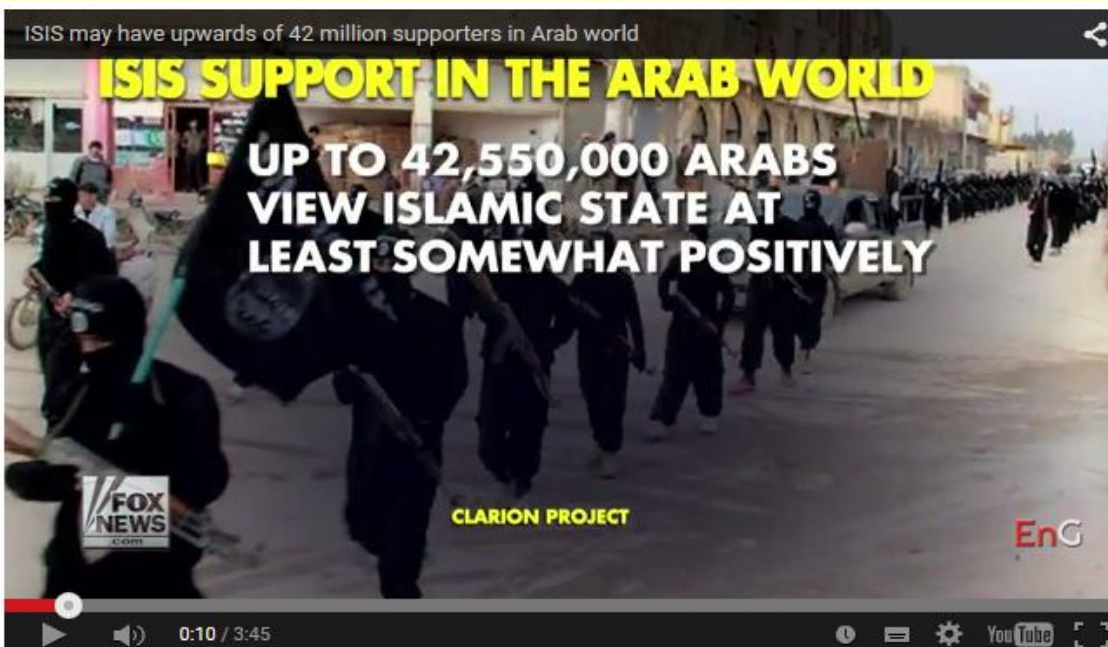 ISIS may have upwards of 42 million supporters in Arab world
ISIS SUPPORT IN THE ARAB WORLD
UP TO 42,550,000 ARABS
VIEW ISLAMIC STATE AT
LEAST SOMEWHAT POSITIVELY
FOX
NEWS
.com
CLARION PROJECT
EnG
0:10 / 3:45
YouTube